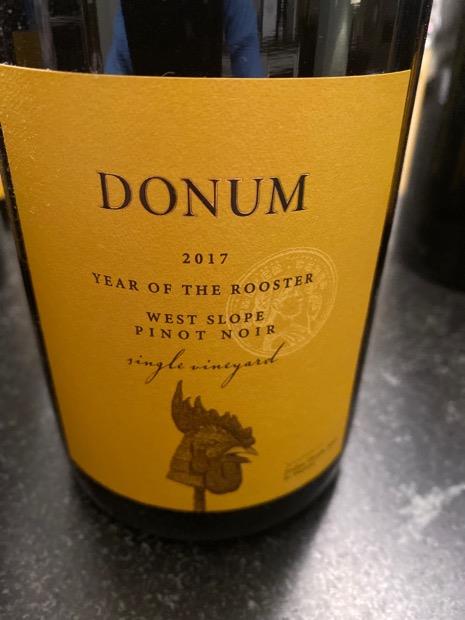 DONUM
2017
YEAR OF THE ROOSTER
WEST SLOPE
PINOT NOIR
single vineyard